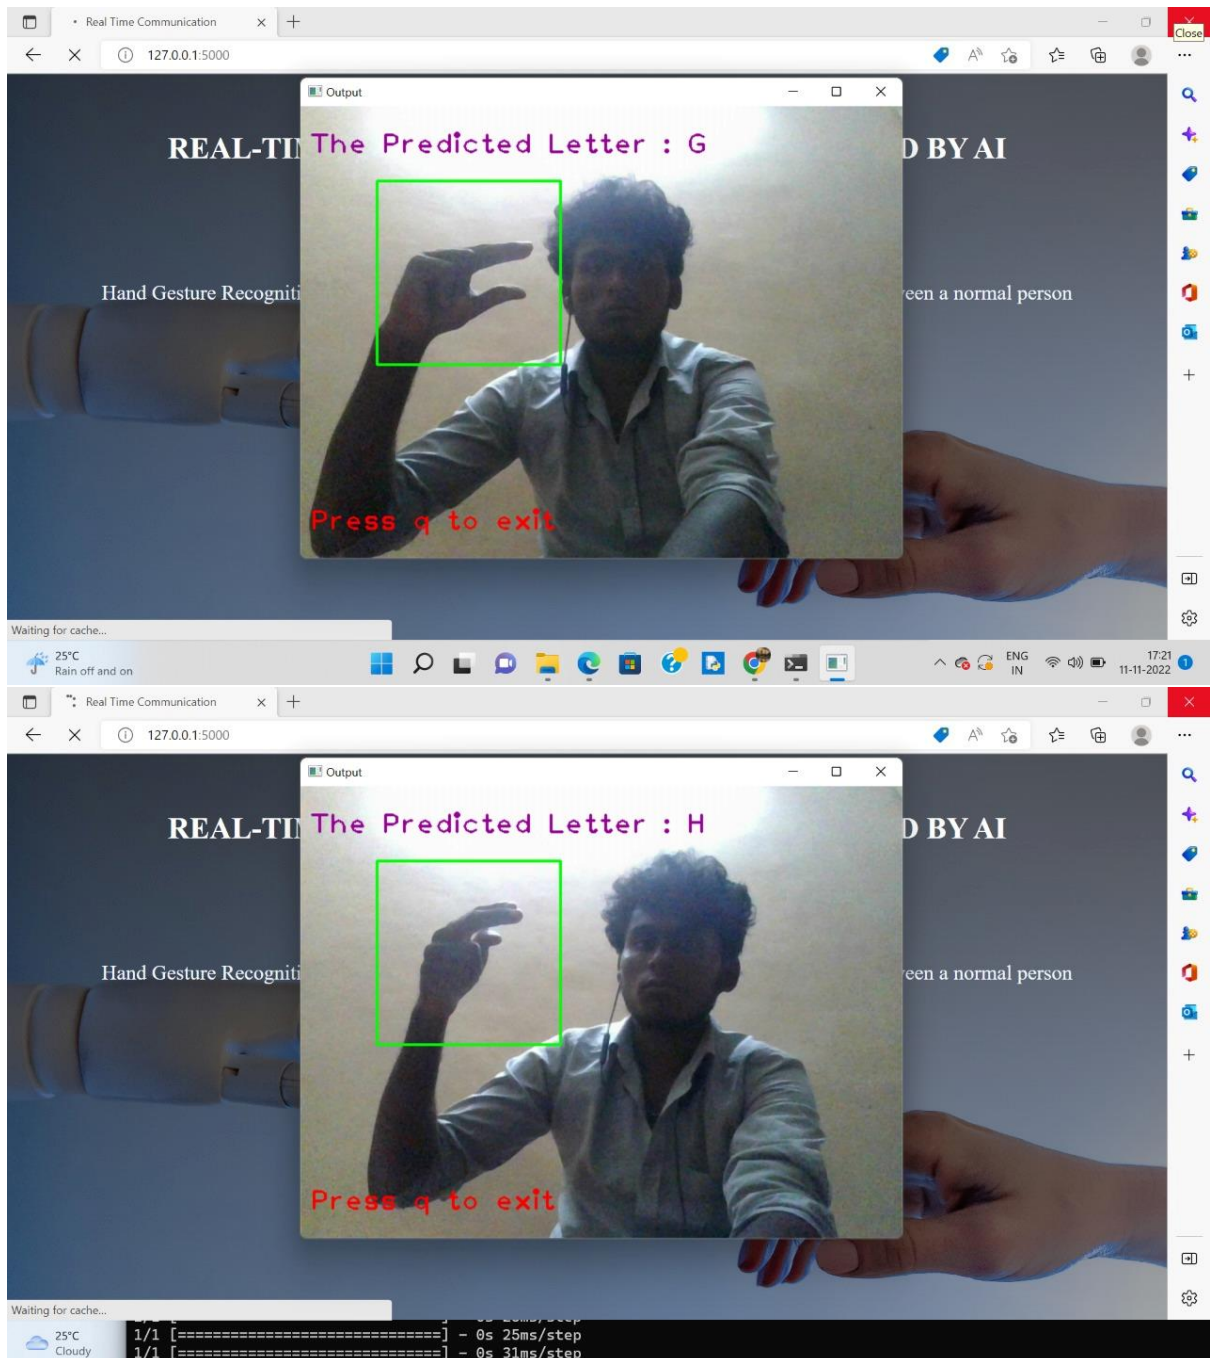 Real Time Communication
Close
127.0.0.1:5000
Output
The Predicted Letter : G
REAL-TI
D BY AI
Hand Gesture Recogniti
een a normal person
Press q to exit
Waiting for cache...
25°C
Rain off and on
ENG
IN
17:21
11-11-2022
1
Real Time Communication
127.0.0.1:5000
Output
The Predicted Letter : H
REAL-TI
D BY AI
Hand Gesture Recogniti
een a normal person
Press q to exit
Waiting for cache...
25°C
Cloudy
1/1 [==============================] - 0s 25ms/step
1/1 [==============================] - 0s 31ms/step